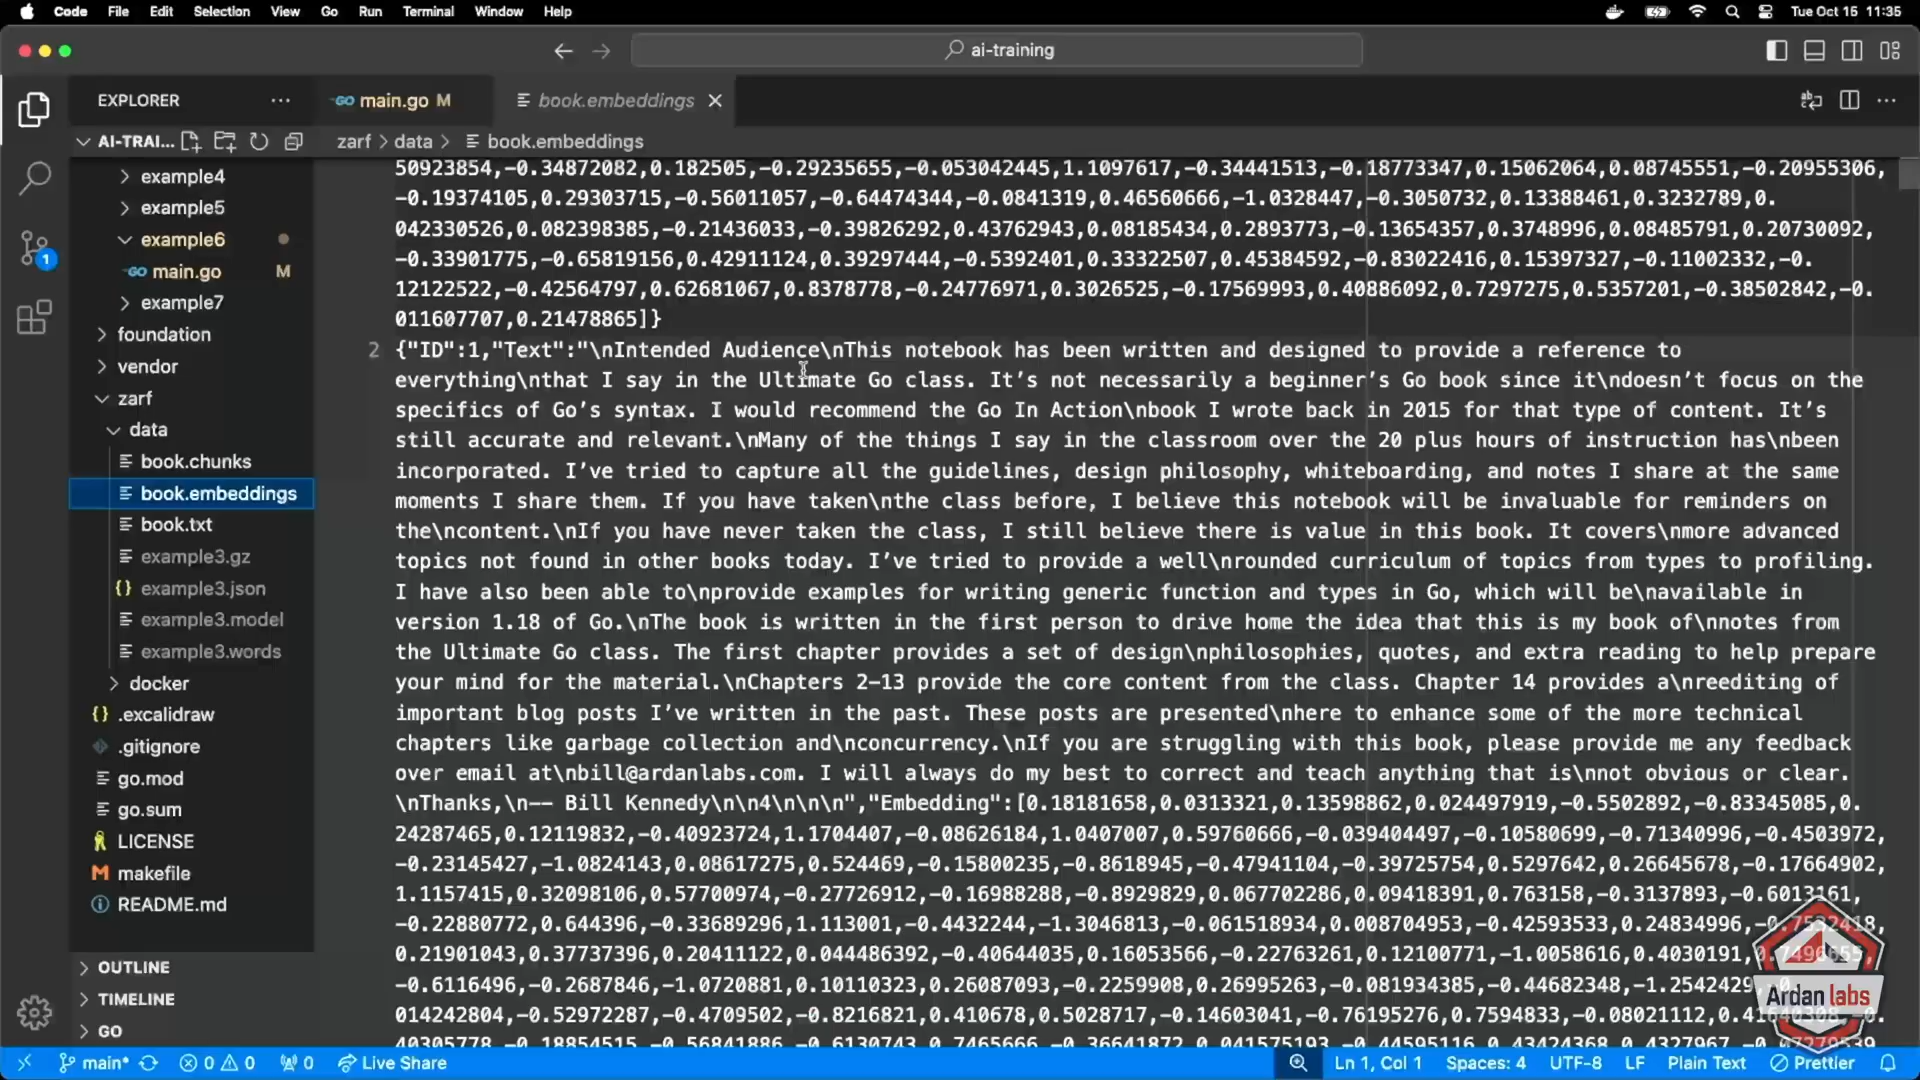 Code File Edit Selection View Go Run Terminal Window Help Tue Oct 15 11:35
ai-training
EXPLORER
main.go M
book.embeddings
AI-TRAI...
zarf > data > book.embeddings
example4
example5
example6
main.go M
example7
foundation
vendor
zarf
data
book.chunks
book.embeddings
book.txt
example3.gz
example3.json
example3.model
example3.words
docker
.excalidraw
.gitignore
go.mod
go.sum
LICENSE
makefile
README.md
OUTLINE
TIMELINE
GO
1
50923854,-0.34872082,0.182505,-0.29235655,-0.053042445,1.1097617,-0.34441513,-0.18773347,0.15062064,0.08745551,-0.20955306,
-0.19374105,0.29303715,-0.56011057,-0.64474344,-0.0841319,0.46560666,-1.0328447,-0.3050732,0.13388461,0.3232789,0.
042330526,0.082398385,-0.21436033,-0.39826292,0.43762943,0.08185434,0.2893773,-0.13654357,0.3748996,0.08485791,0.20730092,
-0.33901775,-0.65819156,0.42911124,0.39297444,-0.5392401,0.33322507,0.45384592,-0.83022416,0.15397327,-0.11002332,-0.
12122522,-0.42564797,0.62681067,0.8378778,-0.24776971,0.3026525,-0.17569993,0.40886092,0.7297275,0.5357201,-0.38502842,-0.
011607707,0.21478865]}
2 {"ID":1,"Text":"\nIntended Audience\nThis notebook has been written and designed to provide a reference to
everything\nthat I say in the Ultimate Go class. It’s not necessarily a beginner’s Go book since it\ndoesn’t focus on the
specifics of Go’s syntax. I would recommend the Go In Action\nbook I wrote back in 2015 for that type of content. It’s
still accurate and relevant.\nMany of the things I say in the classroom over the 20 plus hours of instruction has\nbeen
incorporated. I’ve tried to capture all the guidelines, design philosophy, whiteboarding, and notes I share at the same
moments I share them. If you have taken\nthe class before, I believe this notebook will be invaluable for reminders on
the\ncontent.\nIf you have never taken the class, I still believe there is value in this book. It covers\nmore advanced
topics not found in other books today. I’ve tried to provide a well\nrounded curriculum of topics from types to profiling.
I have also been able to\nprovide examples for writing generic function and types in Go, which will be\navailable in
version 1.18 of Go.\nThe book is written in the first person to drive home the idea that this is my book of\nnotes from
the Ultimate Go class. The first chapter provides a set of design\nphilosophies, quotes, and extra reading to help prepare
your mind for the material.\nChapters 2-13 provide the core content from the class. Chapter 14 provides a\nreediting of
important blog posts I’ve written in the past. These posts are presented\nhere to enhance some of the more technical
chapters like garbage collection and\nconcurrency.\nIf you are struggling with this book, please provide me any feedback
over email at\nbill@ardanlabs.com. I will always do my best to correct and teach anything that is\nnot obvious or clear.
\nThanks,\n-- Bill Kennedy\n\n4\n\n\n","Embedding":[0.18181658,0.0313321,0.13598862,0.024497919,-0.5502892,-0.83345085,0.
24287465,0.12119832,-0.40923724,1.1704407,-0.08626184,1.0407007,0.59760666,-0.039404497,-0.10580699,-0.71340996,-0.4503972,
-0.23145427,-1.0824143,0.08617275,0.524469,-0.15800235,-0.8618945,-0.47941104,-0.39725754,0.5297642,0.26645678,-0.17664902,
1.1157415,0.32098106,0.57700974,-0.27726912,-0.16988288,-0.8929829,0.067702286,0.09418391,0.763158,-0.3137893,-0.6013161,
-0.22880772,0.644396,-0.33689296,1.113001,-0.4432244,-1.3046813,-0.061518934,0.008704953,-0.42593533,0.24834996,-0.7532418,
0.21901043,0.37737396,0.20411122,0.044486392,-0.40644035,0.16053566,-0.22763261,0.12100771,-1.0058616,0.4030191,
-0.6116496,-0.2687846,-1.0720881,0.10110323,0.26087093,-0.2259908,0.26995263,-0.081934385,-0.44682348,-1.2542429,
014242804,-0.52972287,-0.4709502,-0.8216821,0.410678,0.5028717,-0.14603041,-0.76195276,0.7594833,-0.08021112,
40305778,-0.18854515,-0.56841886,-0.6130743,0.7465666,-0.36641872,0.041575193,-0.44595116,0.43424368,0.4327967,
Ardan labs
main* 0 0 0 Live Share Ln 1, Col 1 Spaces: 4 UTF-8 LF Plain Text Prettier